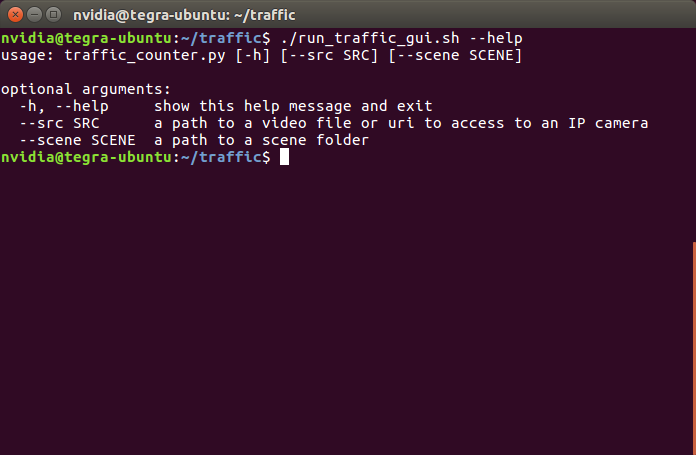 nvidia@tegra-ubuntu: ~/traffic
nvidia@tegra-ubuntu:~/traffic$ ./run_traffic_gui.sh --help
usage: traffic_counter.py [-h] [--src SRC] [--scene SCENE]
optional arguments:
  -h, --help     show this help message and exit
  --src SRC      a path to a video file or uri to access to an IP camera
  --scene SCENE  a path to a scene folder
nvidia@tegra-ubuntu:~/traffic$